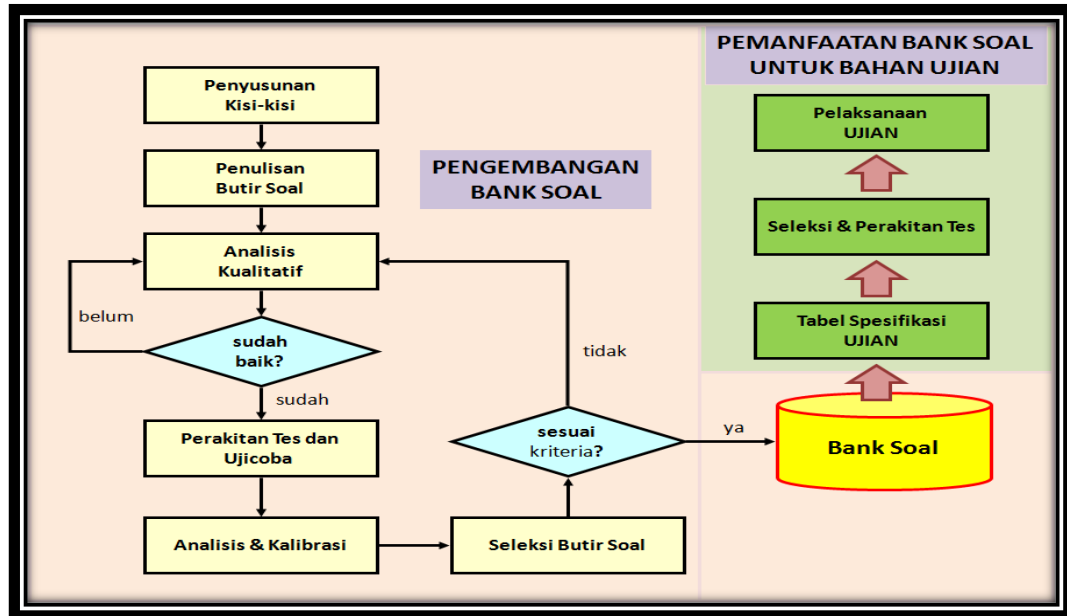 Penyusunan
Kisi-kisi
Penulisan
Butir Soal
PENGEMBANGAN
BANK SOAL
Analisis
Kualitatif
belum
sudah
baik?
sudah
Perakitan Tes dan
Ujicoba
Analisis & Kalibrasi
Seleksi Butir Soal
sesuai
kriteria?
tidak
ya
PEMANFAATAN BANK SOAL
UNTUK BAHAN UJIAN
Pelaksanaan
UJIAN
Seleksi & Perakitan Tes
Tabel Spesifikasi
UJIAN
Bank Soal